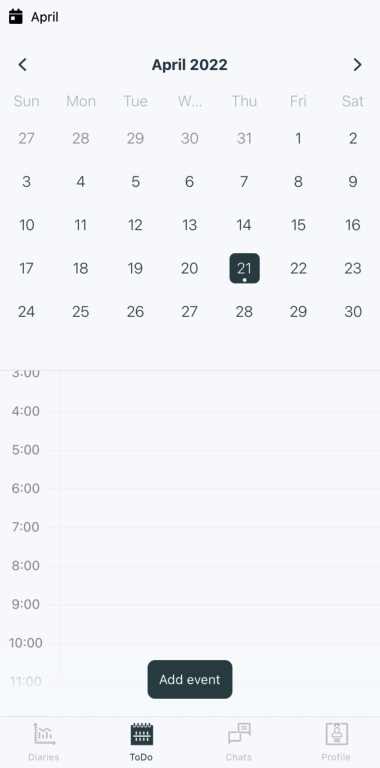 April
April 2022
Sun Mon Tue W... Thu Fri Sat
27 28 29 30 31 1 2
3 4 5 6 7 8 9
10 11 12 13 14 15 16
17 18 19 20 21 22 23
24 25 26 27 28 29 30
3:00
4:00
5:00
6:00
7:00
8:00
9:00
10:00
11:00
Add event
Diaries ToDo Chats Profile